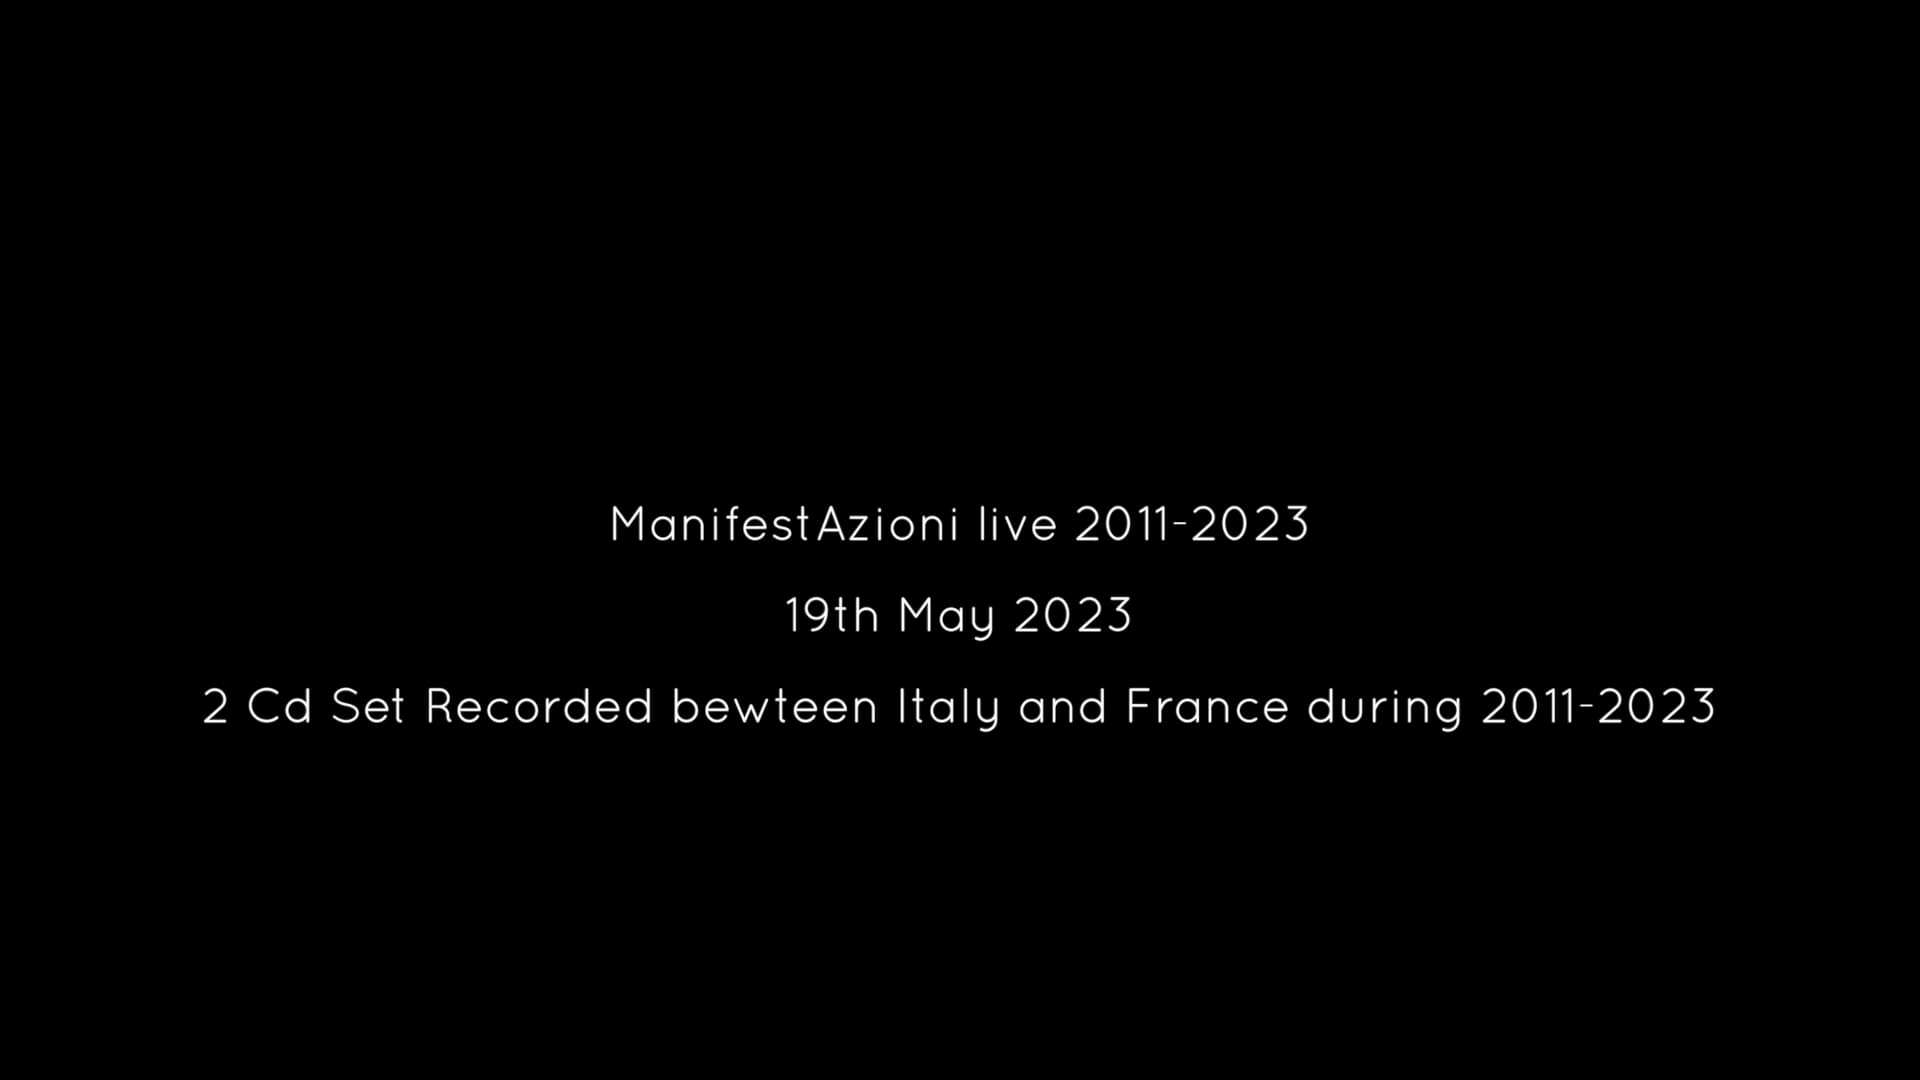 ManifestAzioni live 2011-2023
19th May 2023
2 Cd Set Recorded bewteen Italy and France during 2011-2023